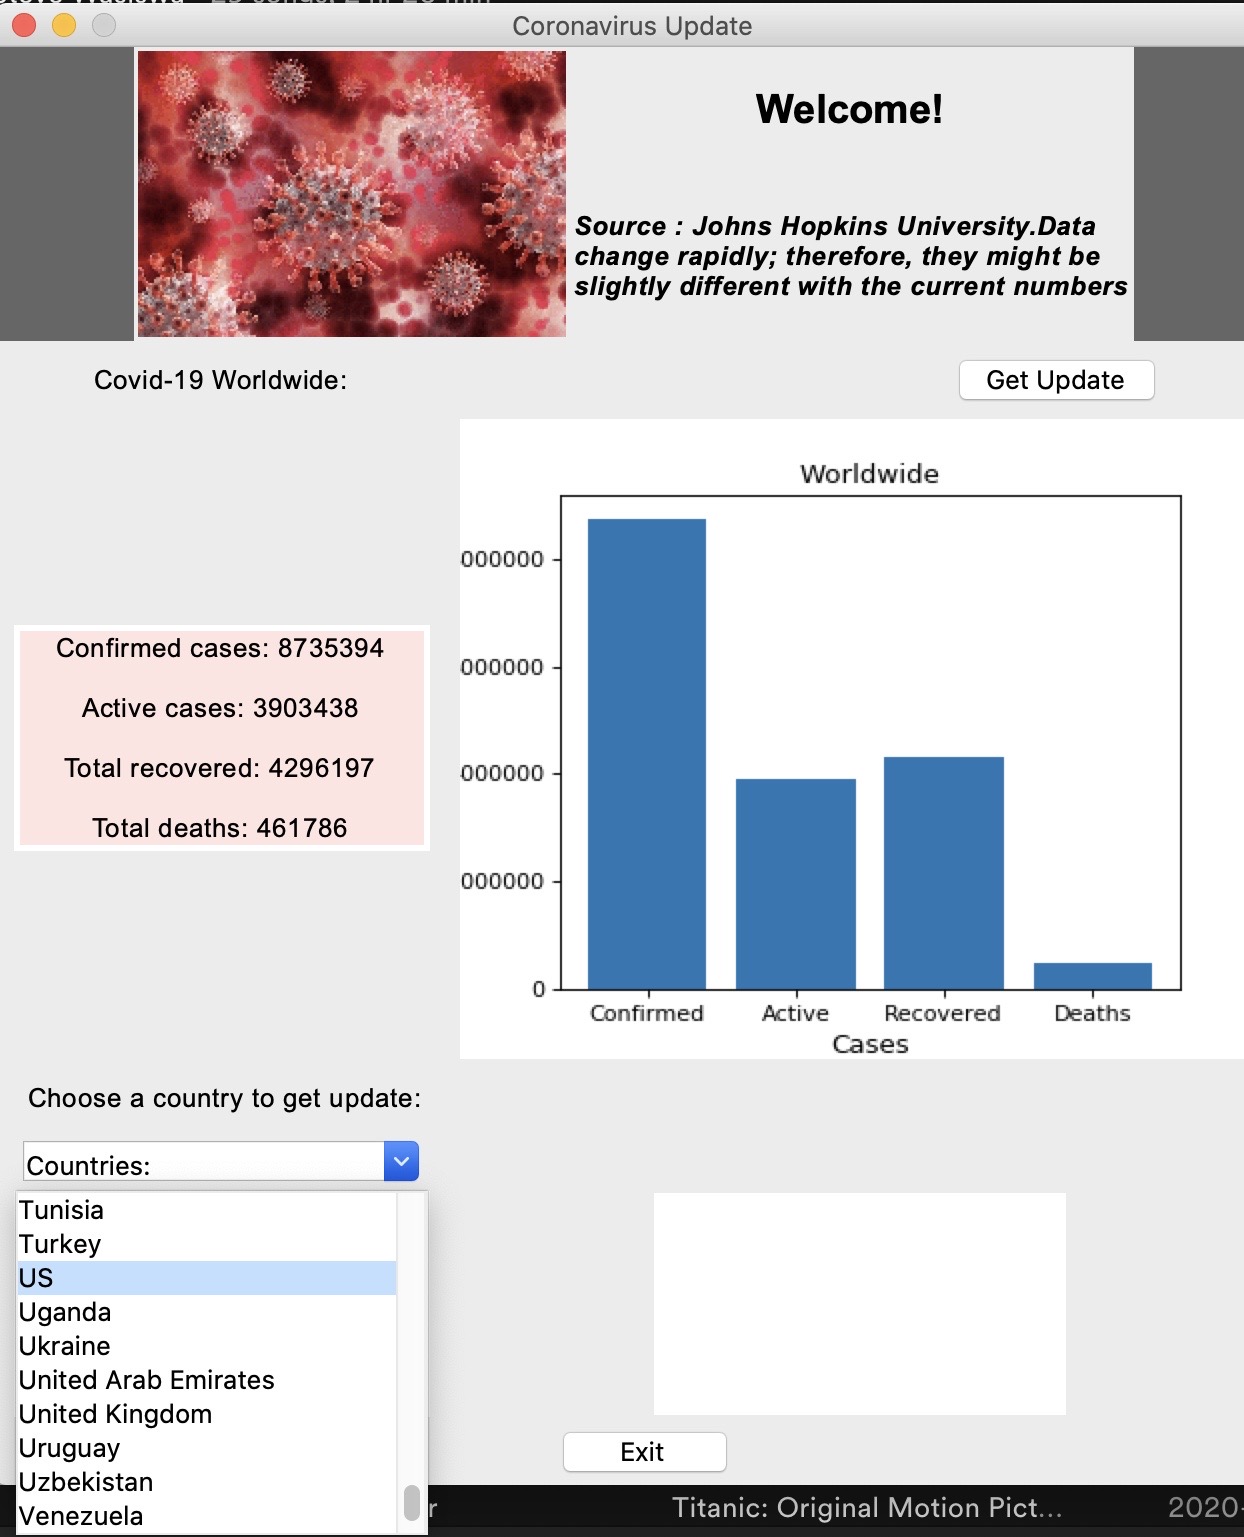 Coronavirus Update
Welcome!
Source : Johns Hopkins University.Data
change rapidly; therefore, they might be
slightly different with the current numbers
Covid-19 Worldwide:
Get Update
Worldwide
000000
000000
Confirmed cases: 8735394
Active cases: 3903438
Total recovered: 4296197
Total deaths: 461786
000000
000000
0
Confirmed Active Recovered Deaths
Cases
Choose a country to get update:
Countries:
Tunisia
Turkey
US
Uganda
Ukraine
United Arab Emirates
United Kingdom
Uruguay
Uzbekistan
Venezuela
Exit
Titanic: Original Motion Pict...
2020-